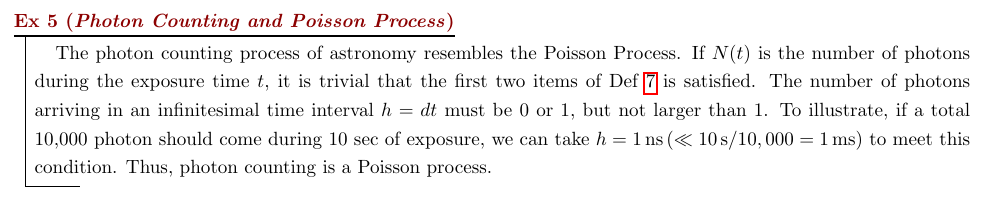 Ex 5 (Photon Counting and Poisson Process)
The photon counting process of astronomy resembles the Poisson Process. If N(t) is the number of photons
during the exposure time t, it is trivial that the first two items of Def 7 is satisfied. The number of photons
arriving in an infinitesimal time interval h = dt must be 0 or 1, but not larger than 1. To illustrate, if a total
10,000 photon should come during 10 sec of exposure, we can take h = 1 ns (≪ 10 s/10, 000 = 1 ms) to meet this
condition. Thus, photon counting is a Poisson process.